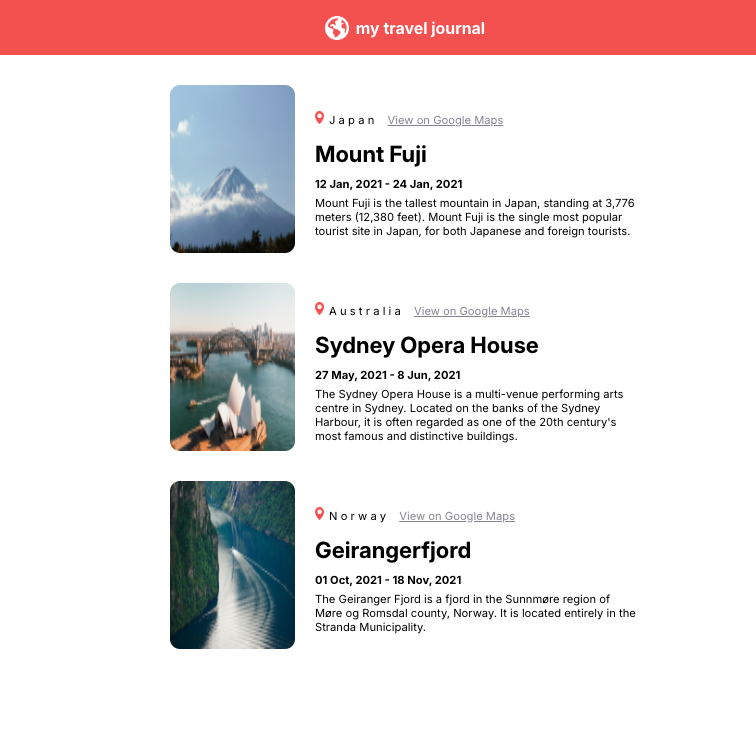 my travel journal
Japan View on Google Maps
Mount Fuji
12 Jan, 2021 - 24 Jan, 2021
Mount Fuji is the tallest mountain in Japan, standing at 3,776
meters (12,380 feet). Mount Fuji is the single most popular
tourist site in Japan, for both Japanese and foreign tourists.
Australia View on Google Maps
Sydney Opera House
27 May, 2021 - 8 Jun, 2021
The Sydney Opera House is a multi-venue performing arts
centre in Sydney. Located on the banks of the Sydney
Harbour, it is often regarded as one of the 20th century's
most famous and distinctive buildings.
Norway View on Google Maps
Geirangerfjord
01 Oct, 2021 - 18 Nov, 2021
The Geiranger Fjord is a fjord in the Sunnmøre region of
Møre og Romsdal county, Norway. It is located entirely in the
Stranda Municipality.